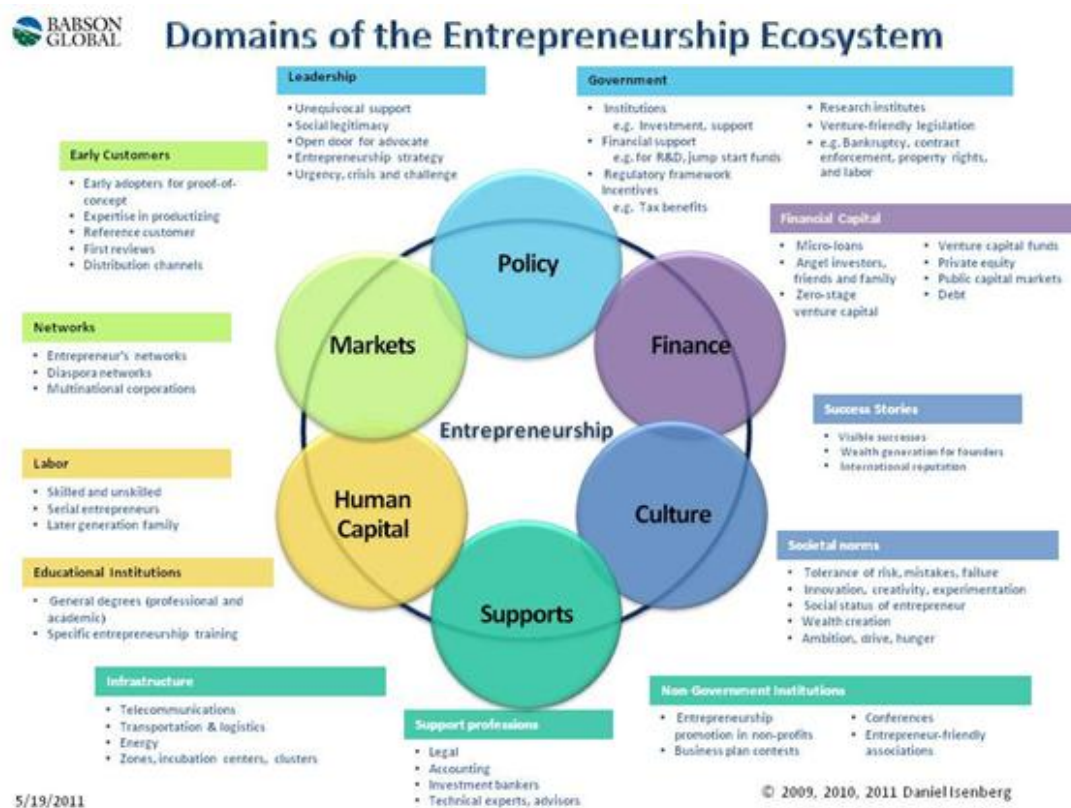 BABSON
GLOBAL
Domains of the Entrepreneurship Ecosystem
Leadership
• Unequivocal support
• Social legitimacy
• Open door for advocate
• Entrepreneurship strategy
• Urgency, crisis and challenge
Government
• Institutions
e.g. Investment, support
• Financial support
e.g. for R&D, jump start funds
• Regulatory framework
Incentives
e.g. Tax benefits
• Research institutes
• Venture-friendly legislation
• e.g. Bankruptcy, contract
enforcement, property rights,
and labor
Early Customers
• Early adopters for proof-of-
concept
• Expertise in productizing
• Reference customer
• First reviews
• Distribution channels
Financial Capital
• Micro-loans
• Angel investors,
friends and family
• Zero-stage
venture capital
• Venture capital funds
• Private equity
• Public capital markets
• Debt
Networks
• Entrepreneur's networks
• Diaspora networks
• Multinational corporations
Policy
Markets
Finance
Entrepreneurship
Human
Capital
Culture
Supports
Success Stories
• Visible successes
• Wealth generation for founders
• International reputation
Labor
• Skilled and unskilled
• Serial entrepreneurs
• Later generation family
Societal norms
• Tolerance of risk, mistakes, failure
• Innovation, creativity, experimentation
• Social status of entrepreneur
• Wealth creation
• Ambition, drive, hunger
Educational Institutions
• General degrees (professional and
academic)
• Specific entrepreneurship training
Infrastructure
• Telecommunications
• Transportation & logistics
• Energy
• Zones, incubation centers, clusters
Support professions
• Legal
• Accounting
• Investment bankers
• Technical experts, advisors
Non-Government Institutions
• Entrepreneurship
promotion in non-profits
• Business plan contests
• Conferences
• Entrepreneur-friendly
associations
5/19/2011
© 2009, 2010, 2011 Daniel Isenberg